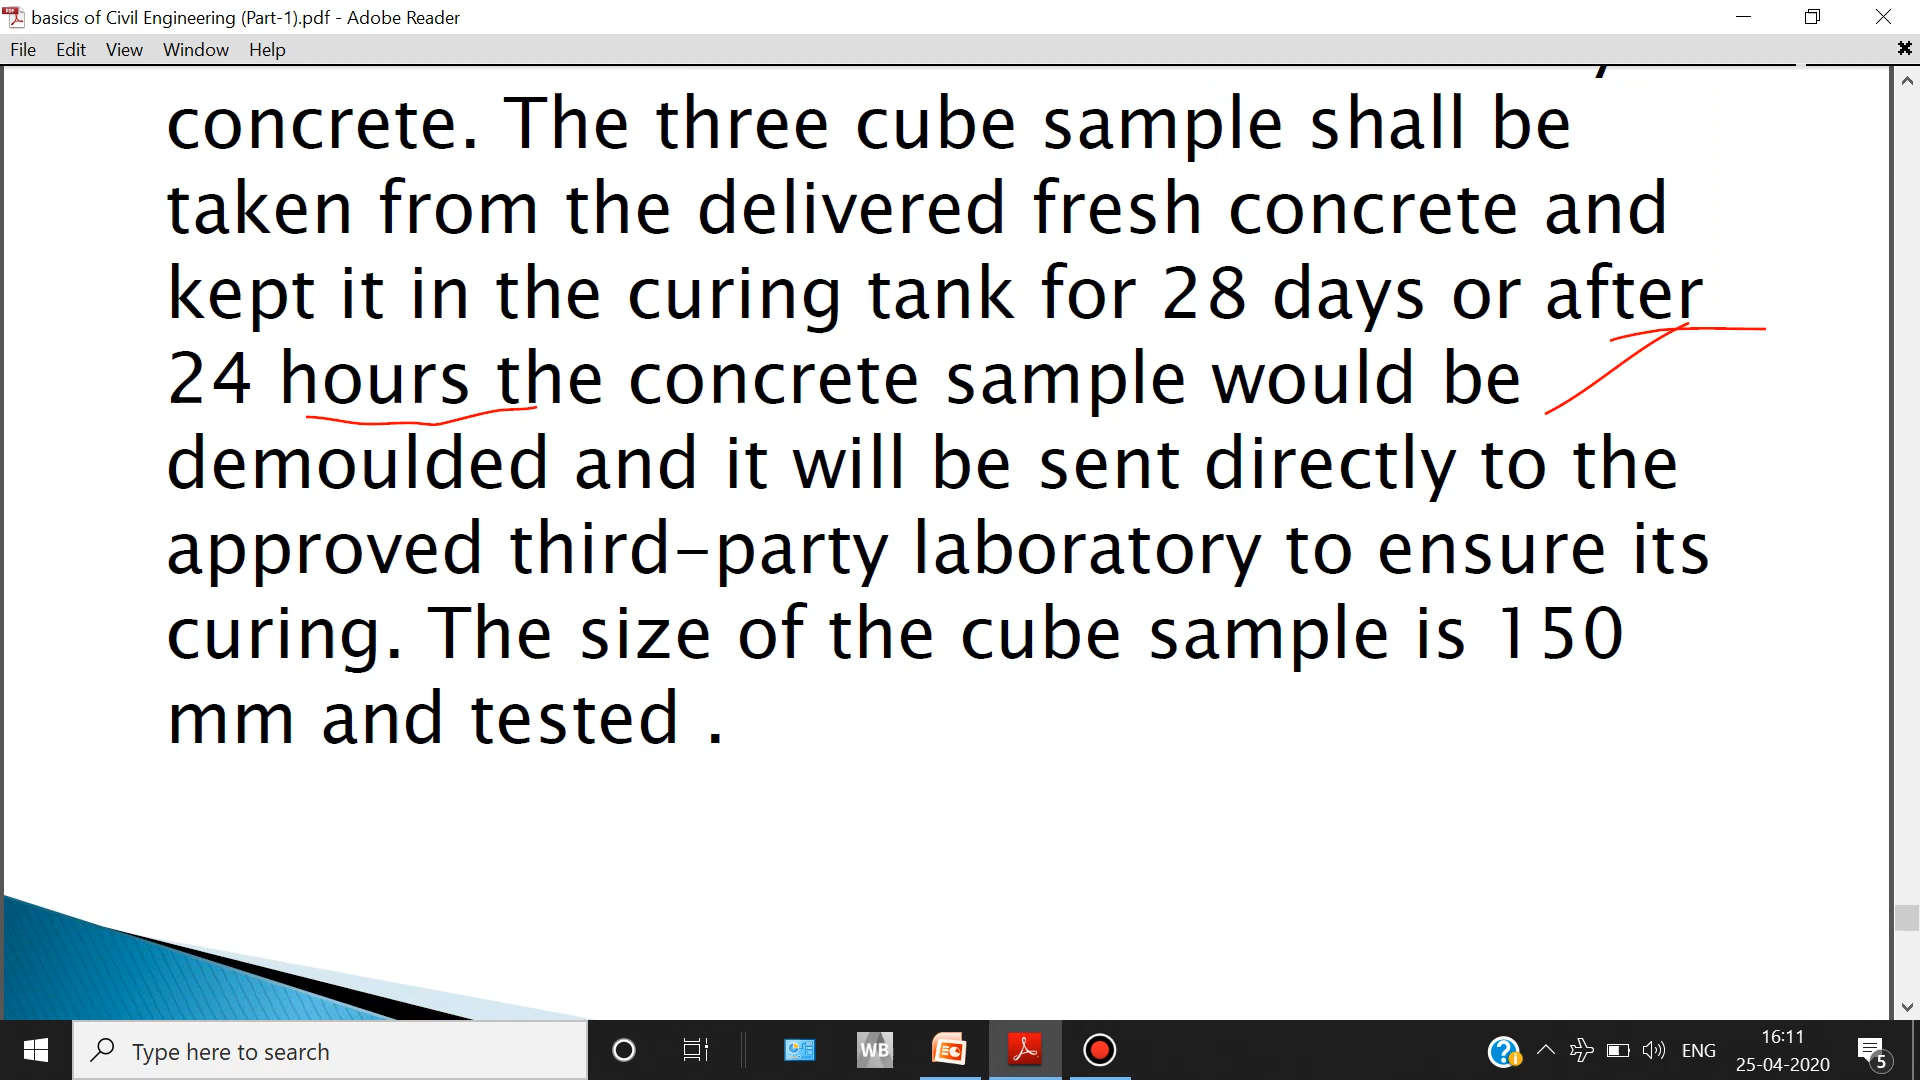 basics of Civil Engineering (Part-1).pdf - Adobe Reader
File Edit View Window Help
concrete. The three cube sample shall be
taken from the delivered fresh concrete and
kept it in the curing tank for 28 days or after
24 hours the concrete sample would be
demoulded and it will be sent directly to the
approved third-party laboratory to ensure its
curing. The size of the cube sample is 150
mm and tested .
Type here to search
WB
ENG
16:11
25-04-2020
5